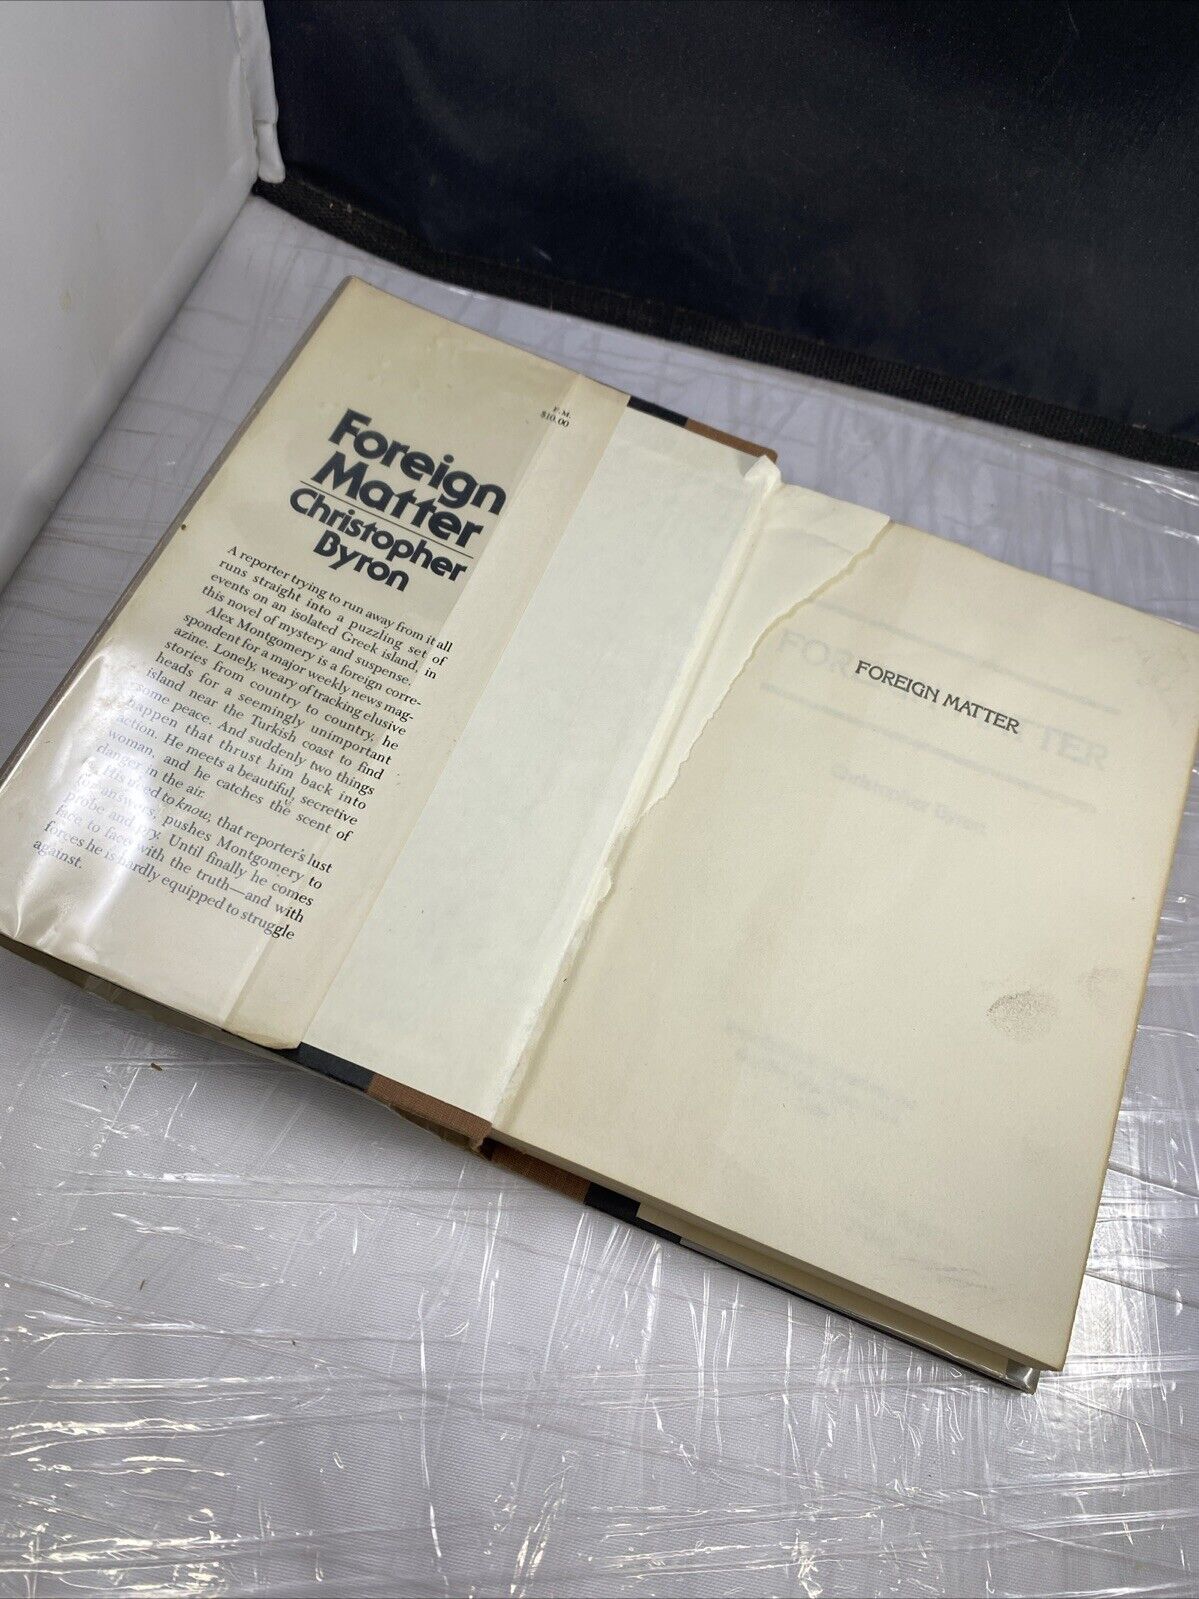 F. M.
$10.00
Foreign
Matter
Christopher
Byron
A reporter trying to run away from it all
runs straight into a puzzling set of
events on an isolated Greek island, in
this novel of mystery and suspense.
Alex Montgomery is a foreign corre-
spondent for a major weekly news mag-
azine. Lonely, weary of tracking elusive
stories from country to country, he
heads for a seemingly unimportant
island near the Turkish coast to find
some peace. And suddenly two things
happen that thrust him back into
action. He meets a beautiful, secretive
woman, and he catches the scent of
danger in the air.
His need to know, that reporter's lust
for answers, pushes Montgomery to
probe and pry. Until finally he comes
face to face with the truth—and with
forces he is hardly equipped to struggle
against.
FOREIGN MATTER
FOR TER
Christopher Byron